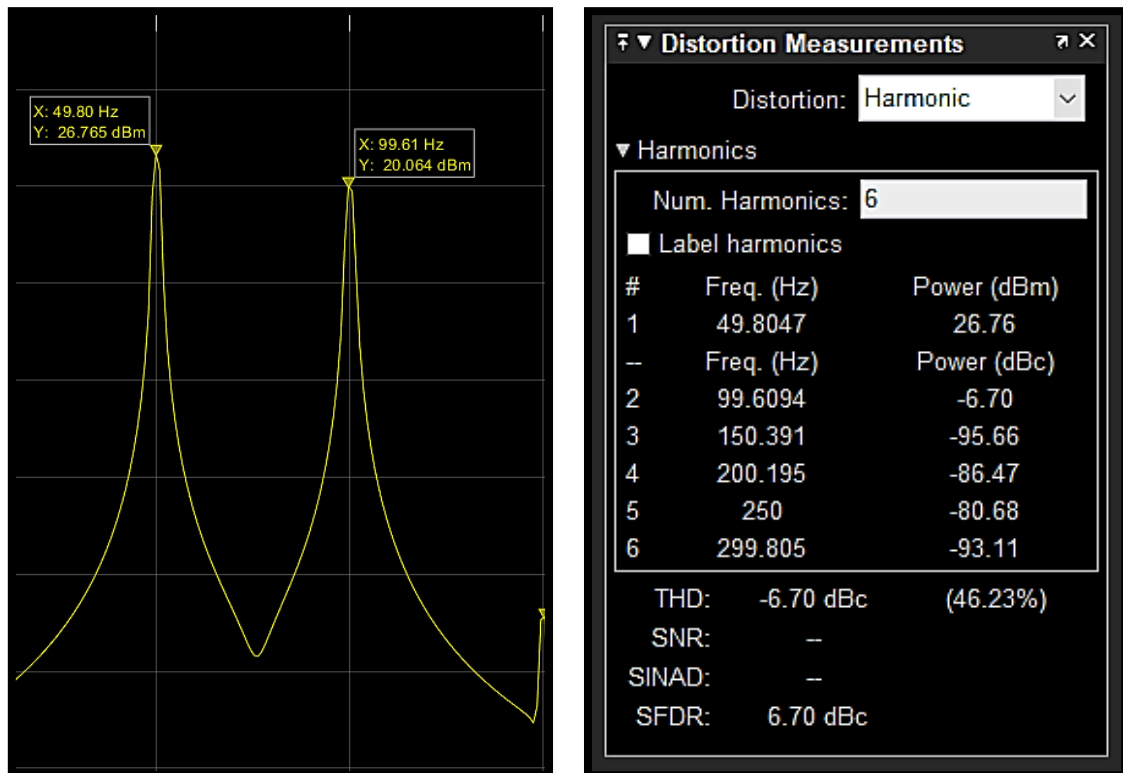 X: 49.80 Hz
Y: 26.765 dBm
X: 99.61 Hz
Y: 20.064 dBm
Distortion Measurements
Distortion: Harmonic
Harmonics
Num. Harmonics: 6
Label harmonics
# Freq. (Hz) Power (dBm)
1 49.8047 26.76
-- Freq. (Hz) Power (dBc)
2 99.6094 -6.70
3 150.391 -95.66
4 200.195 -86.47
5 250 -80.68
6 299.805 -93.11
THD: -6.70 dBc (46.23%)
SNR: --
SINAD: --
SFDR: 6.70 dBc